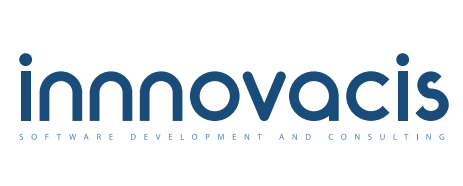 innnovacis
SOFTWARE DEVELOPMENT AND CONSULTING